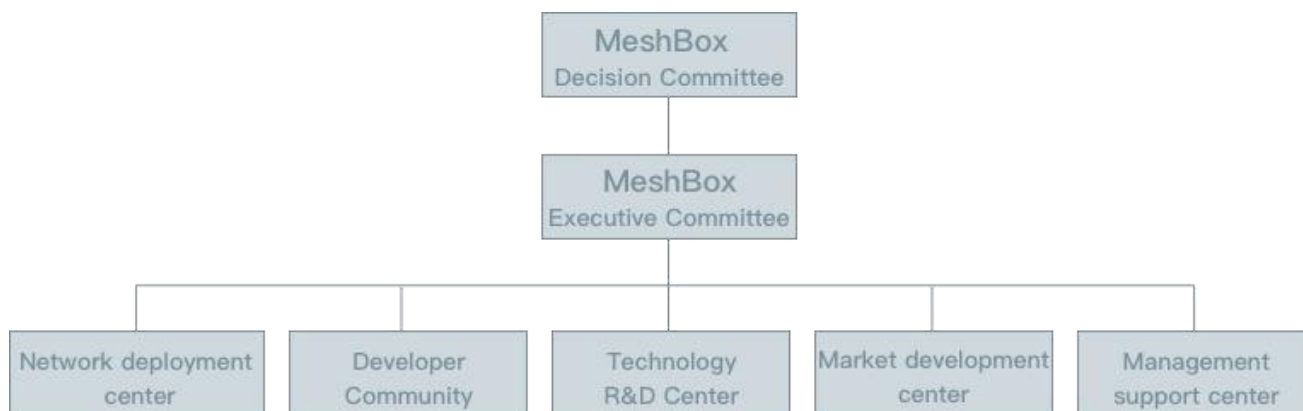 MeshBox
Decision Committee
MeshBox
Executive Committee
Network deployment
center
Developer
Community
Technology
R&D Center
Market development
center
Management
support center